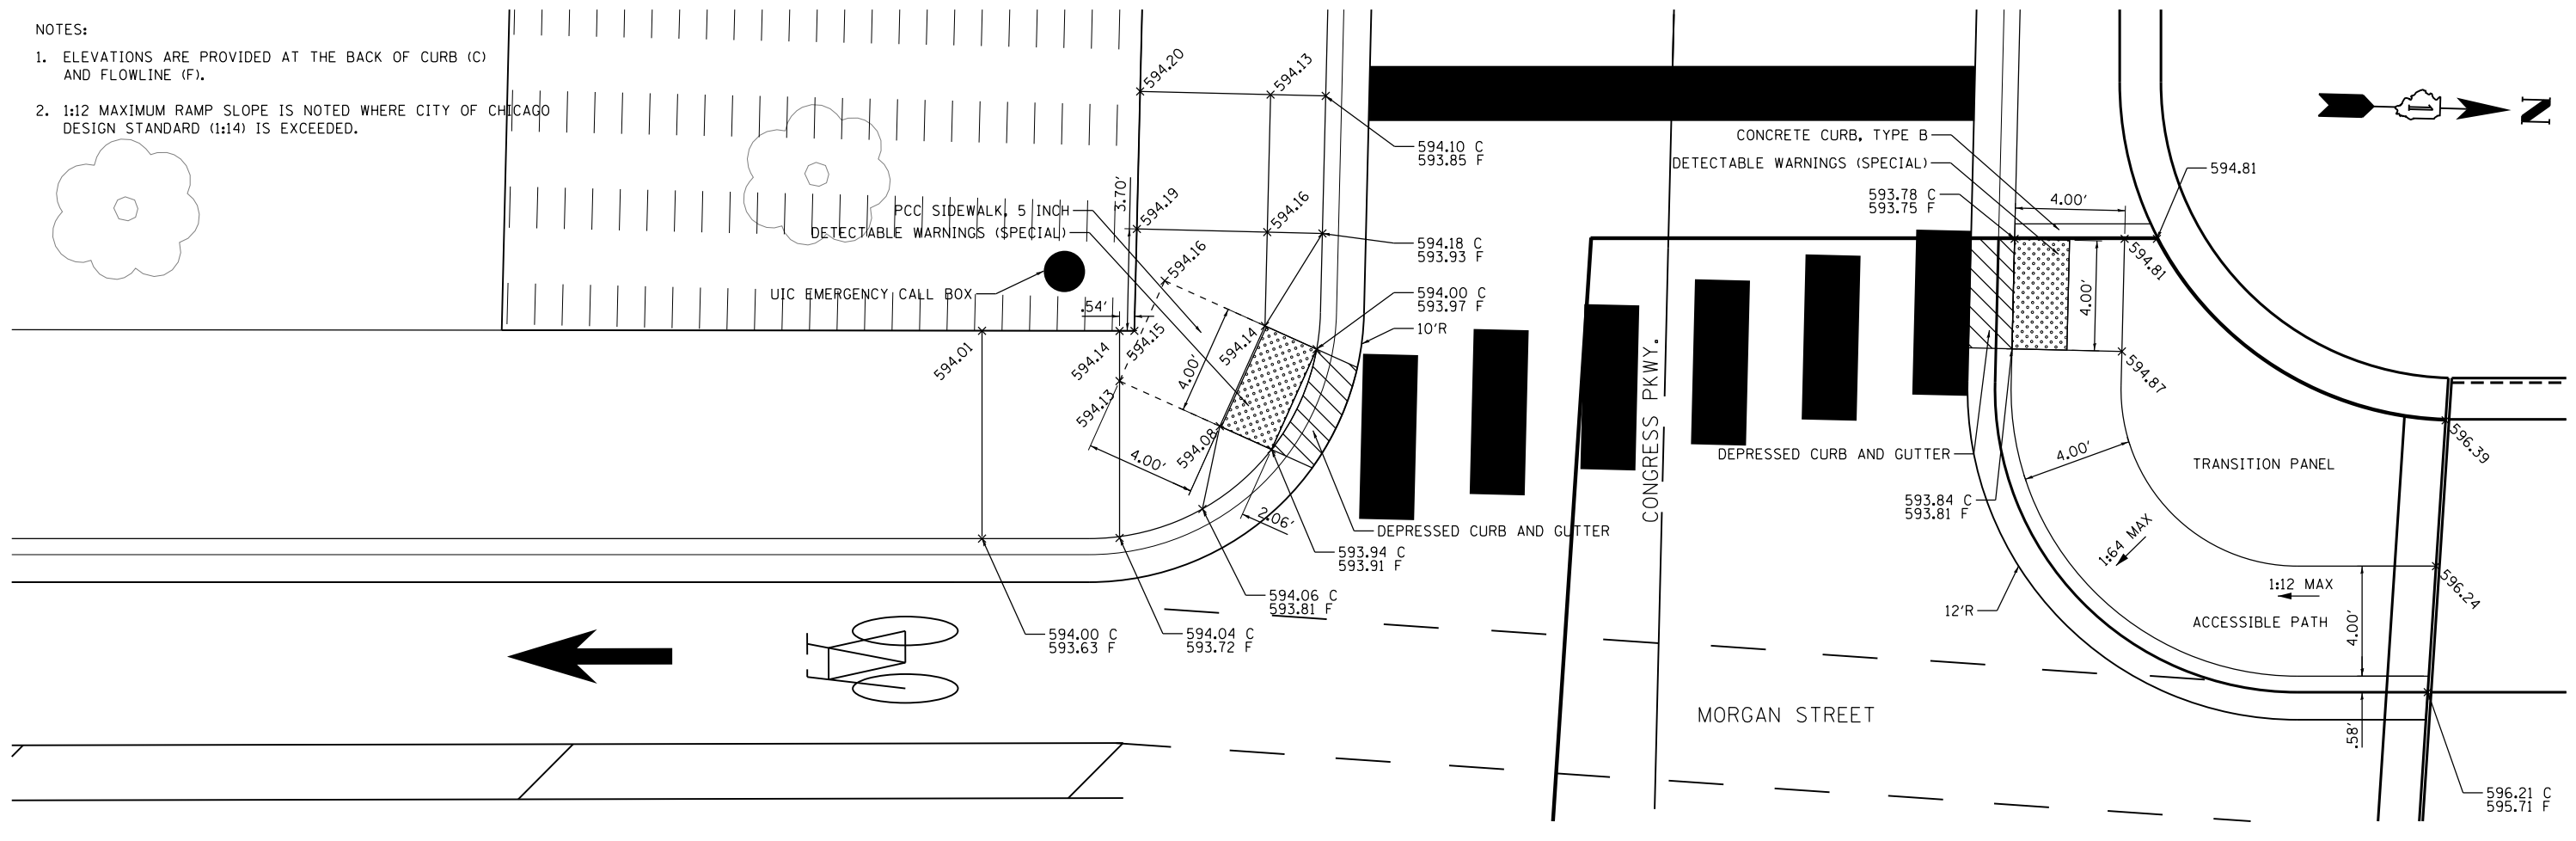 NOTES:
1. ELEVATIONS ARE PROVIDED AT THE BACK OF CURB (C)
AND FLOWLINE (F).
2. 1:12 MAXIMUM RAMP SLOPE IS NOTED WHERE CITY OF CHICAGO
DESIGN STANDARD (1:14) IS EXCEEDED.
594.20
594.13
594.10 C
593.85 F
3.70'
594.19
594.16
PCC SIDEWALK, 5 INCH
DETECTABLE WARNINGS (SPECIAL)
594.16
594.18 C
593.93 F
UIC EMERGENCY CALL BOX
.54'
594.00 C
593.97 F
10'R
594.01
594.14
594.15
594.14
4.00'
594.13
594.08
4.00'
2.06'
DEPRESSED CURB AND GUTTER
593.94 C
593.91 F
594.06 C
593.81 F
594.00 C
593.63 F
594.04 C
593.72 F
CONGRESS PKWY.
MORGAN STREET
CONCRETE CURB, TYPE B
DETECTABLE WARNINGS (SPECIAL)
593.78 C
593.75 F
4.00'
594.81
594.81
4.00'
594.87
DEPRESSED CURB AND GUTTER
4.00'
593.84 C
593.81 F
1:64 MAX
12'R
TRANSITION PANEL
1:12 MAX
ACCESSIBLE PATH
4.00'
.58'
596.39
596.24
596.21 C
595.71 F
N